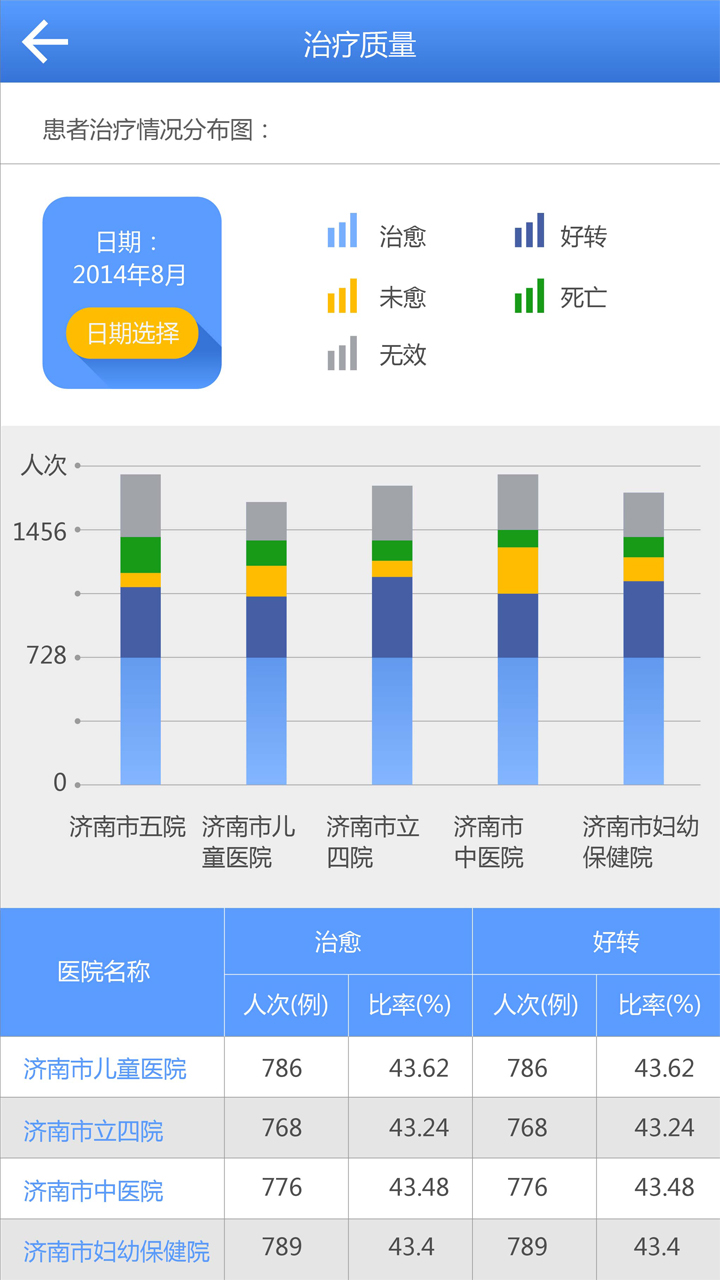 治疗质量
患者治疗情况分布图：
日期：
2014年8月
日期选择
治愈
好转
未愈
死亡
无效
人次
1456
728
0
济南市五院
济南市儿
童医院
济南市立
四院
济南市
中医院
济南市妇幼
保健院
医院名称
治愈
好转
人次(例)
比率(%)
人次(例)
比率(%)
济南市儿童医院 786 43.62 786 43.62
济南市立四院 768 43.24 768 43.24
济南市中医院 776 43.48 776 43.48
济南市妇幼保健院 789 43.4 789 43.4